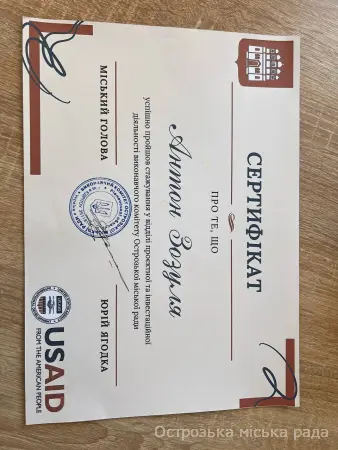 СЕРТИФІКАТ
ПРО ТЕ, ЩО
Антон Зозуля
успішно пройшов стажування у відділі проєктної та інвестиційної
діяльності виконавчого комітету Острозької міської ради
МІСЬКИЙ ГОЛОВА
ЮРІЙ ЯГОДКА
USAID
FROM THE AMERICAN PEOPLE
Острозька міська рада